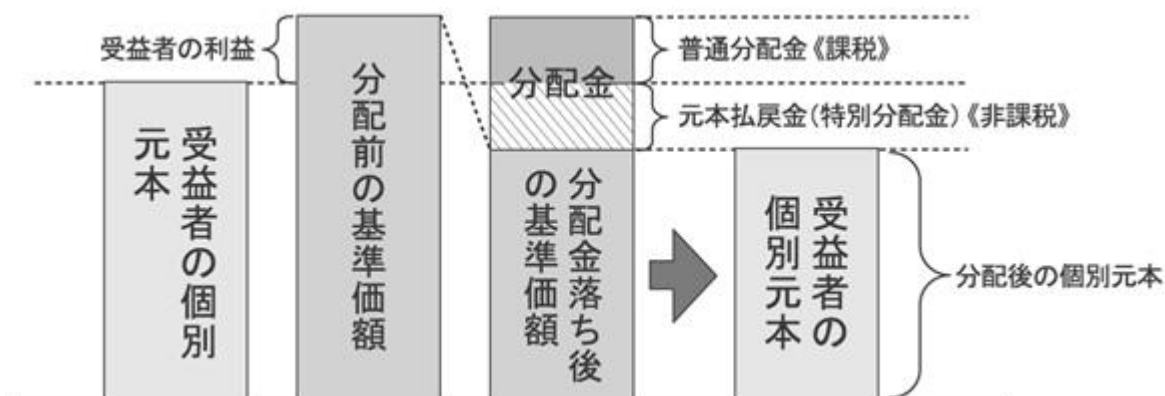 受益者の利益
普通分配金《課税》
分配金
元本払戻金(特別分配金)《非課税》
受益者の個別
元本
分配前の基準価額
分配金落ち後
の基準価額
受益者の
個別元本
分配後の個別元本